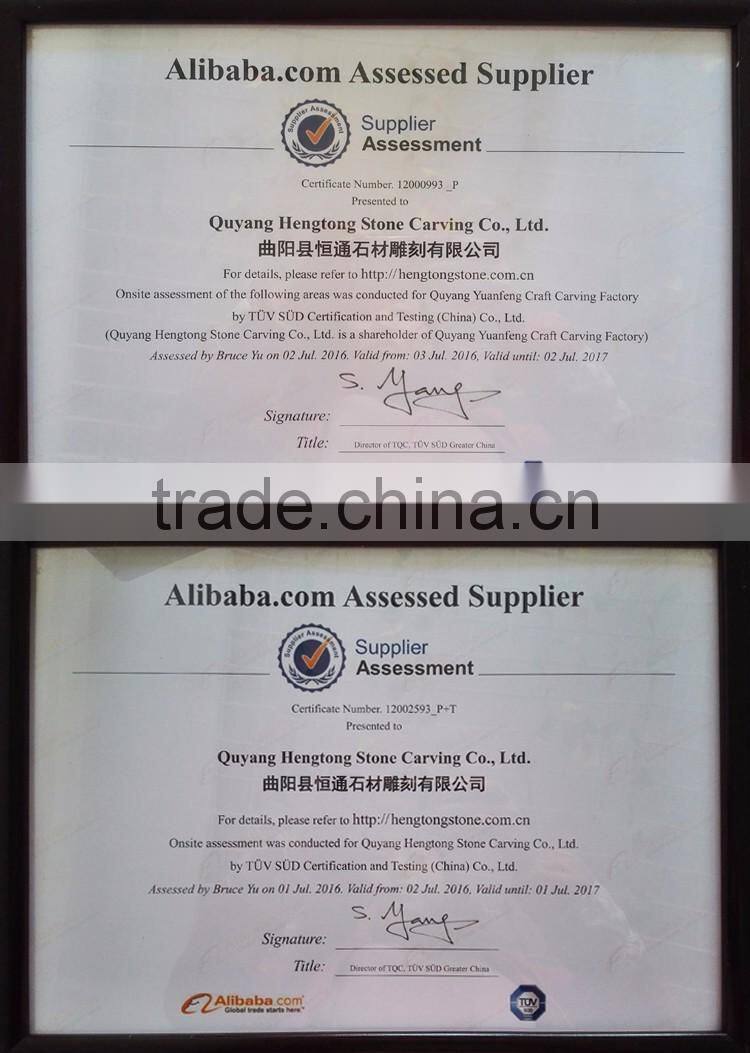 Alibaba.com Assessed Supplier
Supplier Assessment
Supplier
Assessment
Certificate Number. 12000993 _P
Presented to
Quyang Hengtong Stone Carving Co., Ltd.
曲阳县恒通石材雕刻有限公司
For details, please refer to http://hengtongstone.com.cn
Onsite assessment of the following areas was conducted for Quyang Yuanfeng Craft Carving Factory
by TÜV SÜD Certification and Testing (China) Co., Ltd.
(Quyang Hengtong Stone Carving Co., Ltd. is a shareholder of Quyang Yuanfeng Craft Carving Factory)
Assessed by Bruce Yu on 02 Jul. 2016. Valid from: 03 Jul. 2016, Valid until: 02 Jul. 2017
S. Yang
Signature:
Title: Director of TQC, TÜV SÜD Greater China
trade.china.cn
Alibaba.com Assessed Supplier
Supplier Assessment
Supplier
Assessment
Certificate Number. 12002593_P+T
Presented to
Quyang Hengtong Stone Carving Co., Ltd.
曲阳县恒通石材雕刻有限公司
For details, please refer to http://hengtongstone.com.cn
Onsite assessment was conducted for Quyang Hengtong Stone Carving Co., Ltd.
by TÜV SÜD Certification and Testing (China) Co., Ltd.
Assessed by Bruce Yu on 01 Jul. 2016. Valid from: 02 Jul. 2016, Valid until: 01 Jul. 2017
S. Yang
Signature:
Title: Director of TQC, TÜV SÜD Greater China
Alibaba.com
Global trade starts here.™
TÜV
SÜD